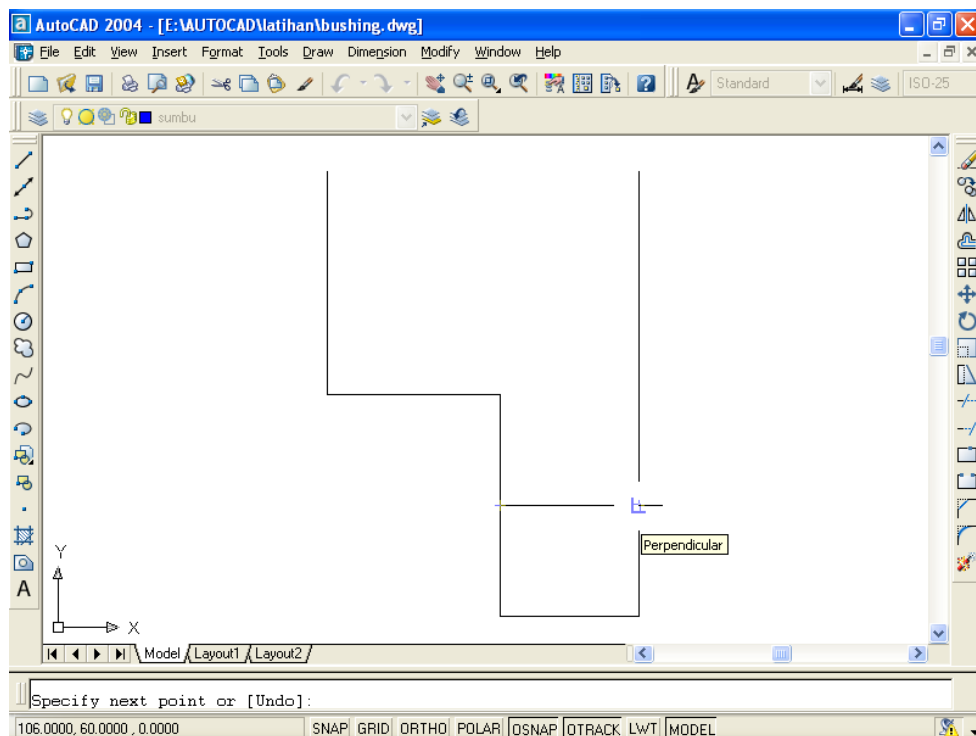 a AutoCAD 2004 - [E:\AUTOCAD\latihan\bushing.dwg]
File Edit View Insert Format Tools Draw Dimension Modify Window Help
Standard ISO-25
sumbu
Perpendicular
Y
X
A
Model Layout1 Layout2
Specify next point or [Undo]:
106.0000, 60.0000 , 0.0000 SNAP GRID ORTHO POLAR OSNAP OTRACK LWT MODEL